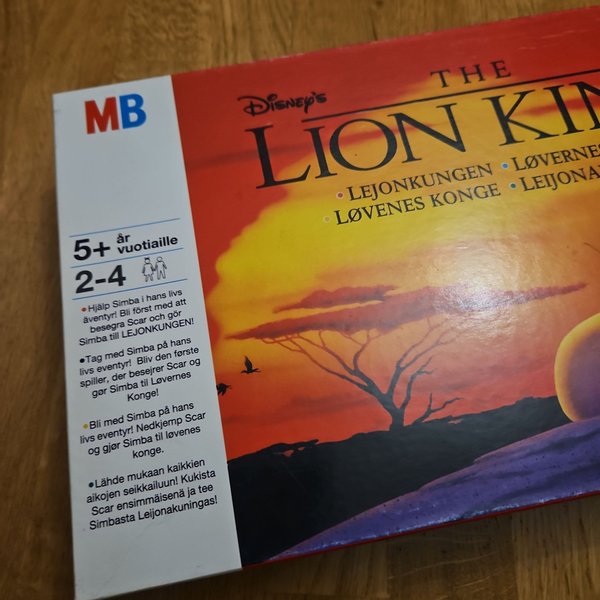 MB
Disney's
THE
LION KIN
• LEJONKUNGEN • LØVERNES
• LØVENES KONGE • LEIJONA
5+ år
vuotiaille
2-4
•Hjälp Simba i hans livs
äventyr! Bli först med att
besegra Scar och gör
Simba till LEJONKUNGEN!
•Tag med Simba på hans
livs eventyr! Bliv den første
spiller, der besejrer Scar og
gør Simba til Løvernes
Konge!
•Bli med Simba på hans
livs eventyr! Nedkjemp Scar
og gjør Simba til løvenes
konge.
•Lähde mukaan kaikkien
aikojen seikkailuun! Kukista
Scar ensimmäisenä ja tee
Simbasta Leijonakuningas!